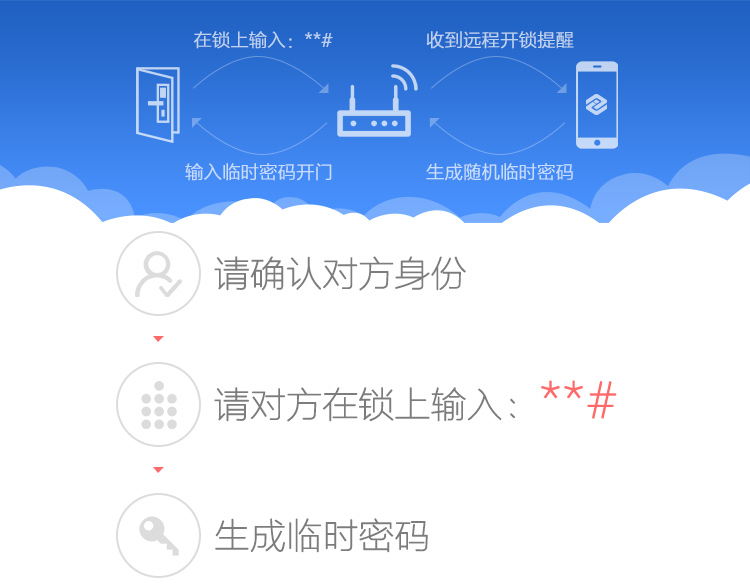 在锁上输入：**#
收到远程开锁提醒
输入临时密码开门
生成随机临时密码
请确认对方身份
请对方在锁上输入：**#
生成临时密码